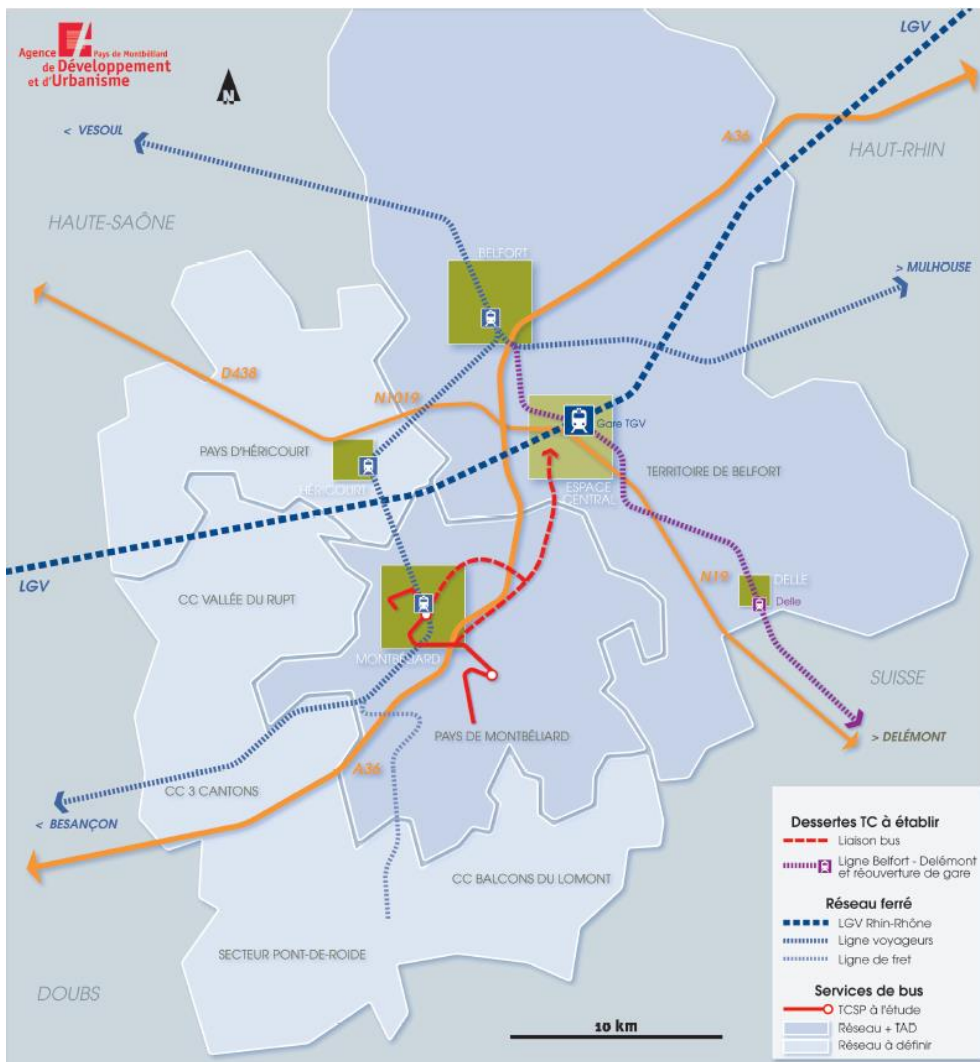 Agence Pays de Montbéliard
de Développement
et d'Urbanisme
N
LGV
< VESOUL
A36
HAUT-RHIN
HAUTE-SAÔNE
BELFORT
> MULHOUSE
D438
N1019
Gare TGV
PAYS D'HÉRICOURT
HÉRICOURT
ESPACE
CENTRAL
TERRITOIRE DE BELFORT
LGV
CC VALLÉE DU RUPT
N19
DELLE
Delle
MONTBÉLIARD
SUISSE
PAYS DE MONTBÉLIARD
> DELÉMONT
A36
CC 3 CANTONS
< BESANÇON
CC BALCONS DU LOMONT
SECTEUR PONT-DE-ROIDE
DOUBS
10 km
Dessertes TC à établir
Liaison bus
Ligne Belfort - Delémont
et réouverture de gare
Réseau ferré
LGV Rhin-Rhône
Ligne voyageurs
Ligne de fret
Services de bus
TCSP à l'étude
Réseau + TAD
Réseau à définir